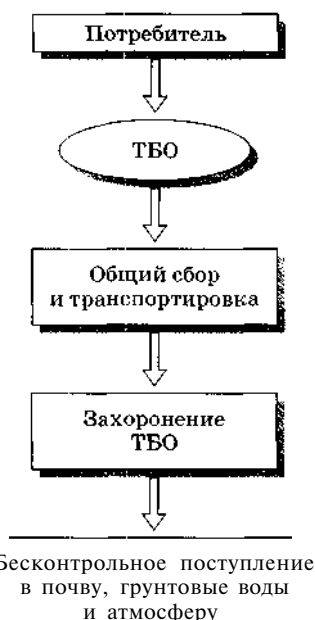 Потребитель
ТБО
Общий сбор
и транспортировка
Захоронение
ТБО
Бесконтрольное поступление
в почву, грунтовые воды
и атмосферу